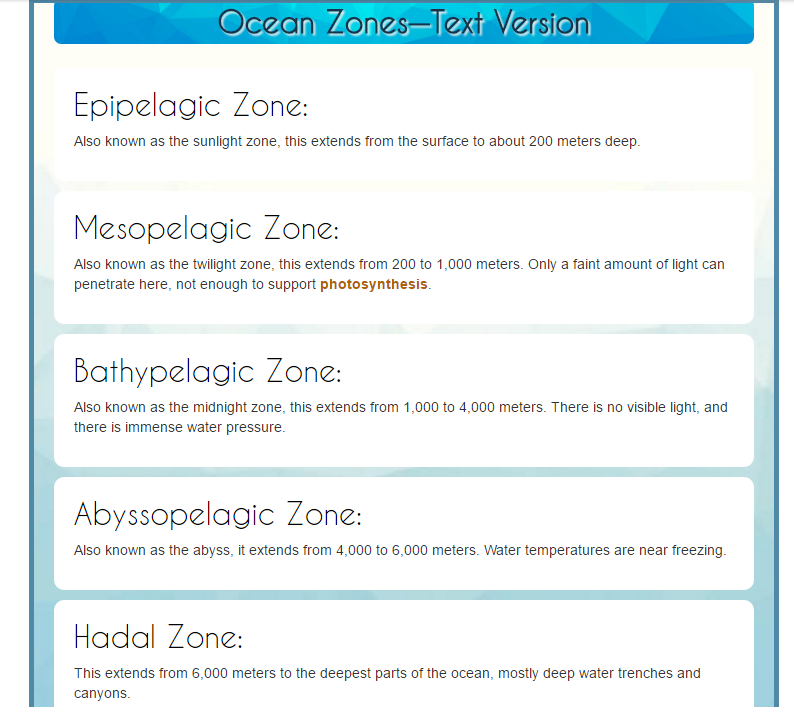 Ocean Zones—Text Version
Epipelagic Zone:
Also known as the sunlight zone, this extends from the surface to about 200 meters deep.
Mesopelagic Zone:
Also known as the twilight zone, this extends from 200 to 1,000 meters. Only a faint amount of light can
penetrate here, not enough to support photosynthesis.
Bathypelagic Zone:
Also known as the midnight zone, this extends from 1,000 to 4,000 meters. There is no visible light, and
there is immense water pressure.
Abyssopelagic Zone:
Also known as the abyss, it extends from 4,000 to 6,000 meters. Water temperatures are near freezing.
Hadal Zone:
This extends from 6,000 meters to the deepest parts of the ocean, mostly deep water trenches and
canyons.